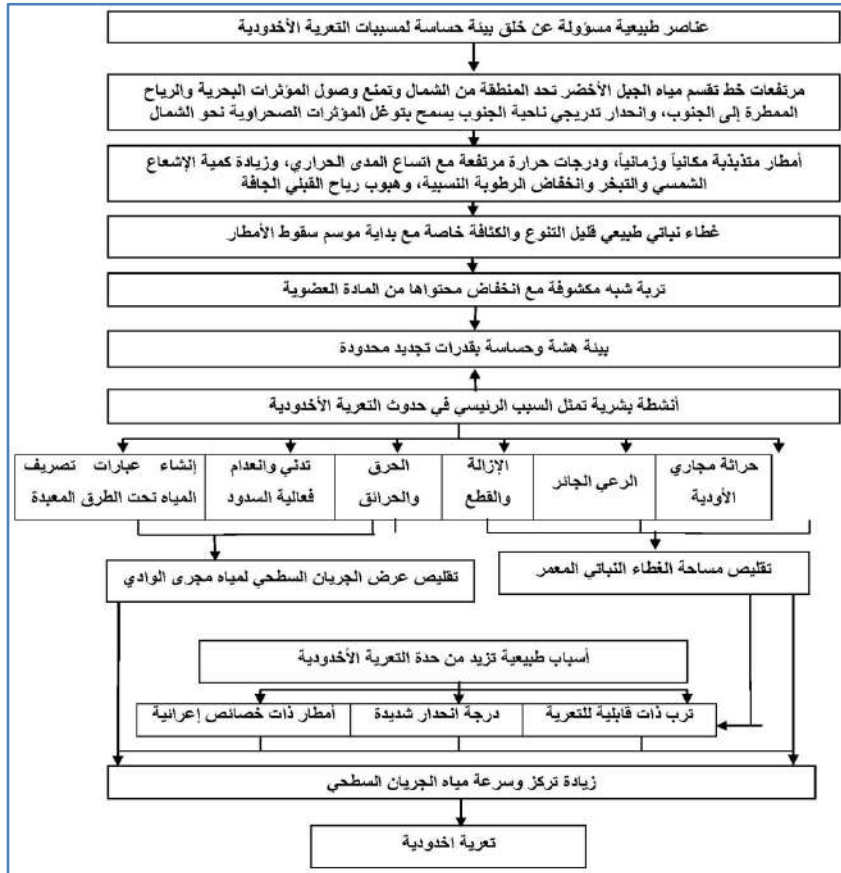 عناصر طبيعية مسؤولة عن خلق بيئة حساسة لمسببات التعرية الأخدودية
مرتفعات خط تقسم مياه الجبل الأخضر تحد المنطقة من الشمال وتمنع وصول المؤثرات البحرية والرياح
الممطرة إلى الجنوب، وانحدار تدريجي ناحية الجنوب يسمح بتوغل المؤثرات الصحراوية نحو الشمال
أمطار متذبذبة مكانياً وزمانياً، ودرجات حرارة مرتفعة مع اتساع المدى الحراري، وزيادة كمية الإشعاع
الشمسي والتبخر وانخفاض الرطوبة النسبية، وهبوب رياح القبلي الجافة
غطاء نباتي طبيعي قليل التنوع والكثافة خاصة مع بداية موسم سقوط الأمطار
تربة شبه مكشوفة مع انخفاض محتواها من المادة العضوية
بيئة هشة وحساسة بقدرات تجديد محدودة
أنشطة بشرية تمثل السبب الرئيسي في حدوث التعرية الأخدودية
حراثة مجاري
الأودية
الرعي الجائر
الإزالة
والقطع
الحرق
والحرائق
تدني وانعدام
فعالية السدود
إنشاء عبارات تصريف
المياه تحت الطرق المعبدة
تقليص مساحة الغطاء النباتي المعمر
تقليص عرض الجريان السطحي لمياه مجرى الوادي
أسباب طبيعية تزيد من حدة التعرية الأخدودية
ترب ذات قابلية للتعرية
درجة انحدار شديدة
أمطار ذات خصائص إعرائية
زيادة تركز وسرعة مياه الجريان السطحي
تعرية اخدودية